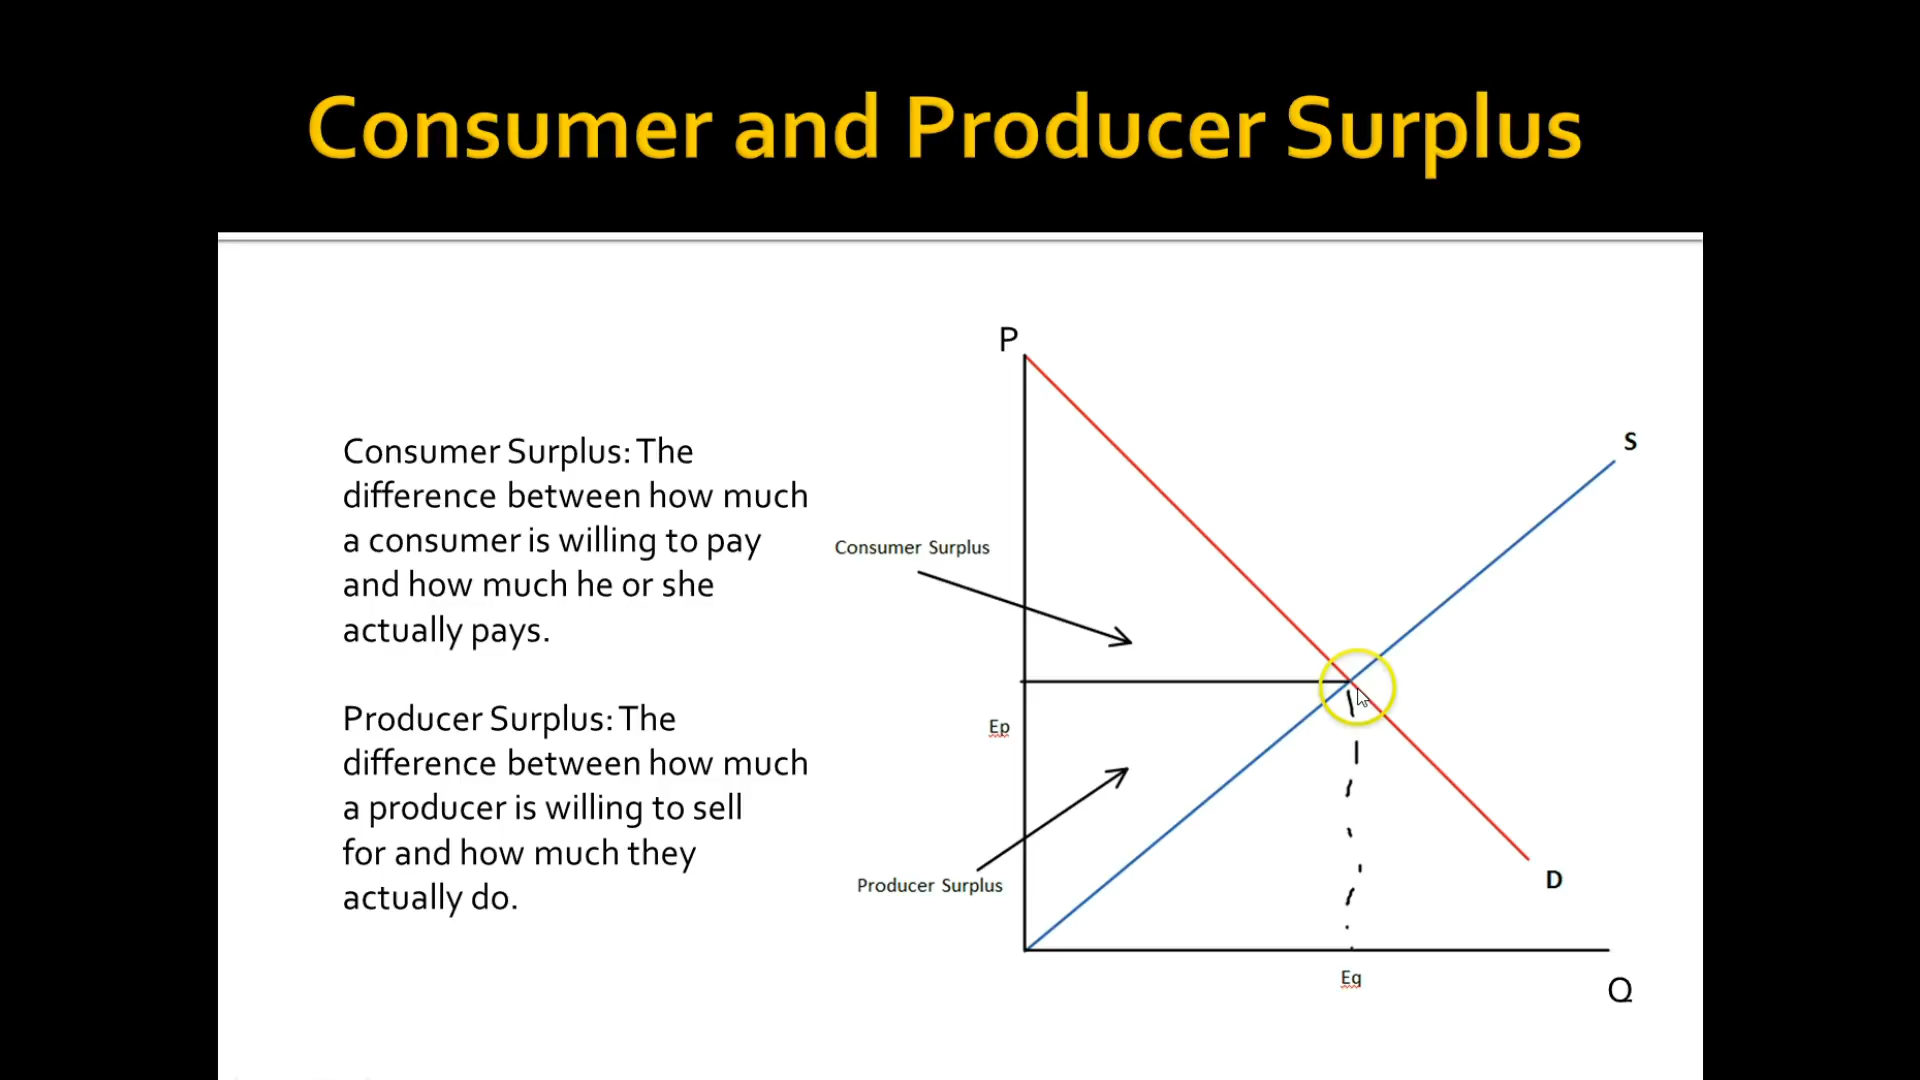 Consumer and Producer Surplus
Consumer Surplus: The
difference between how much
a consumer is willing to pay
and how much he or she
actually pays.
Producer Surplus: The
difference between how much
a producer is willing to sell
for and how much they
actually do.
P
S
Consumer Surplus
Ep
Producer Surplus
D
Eq
Q